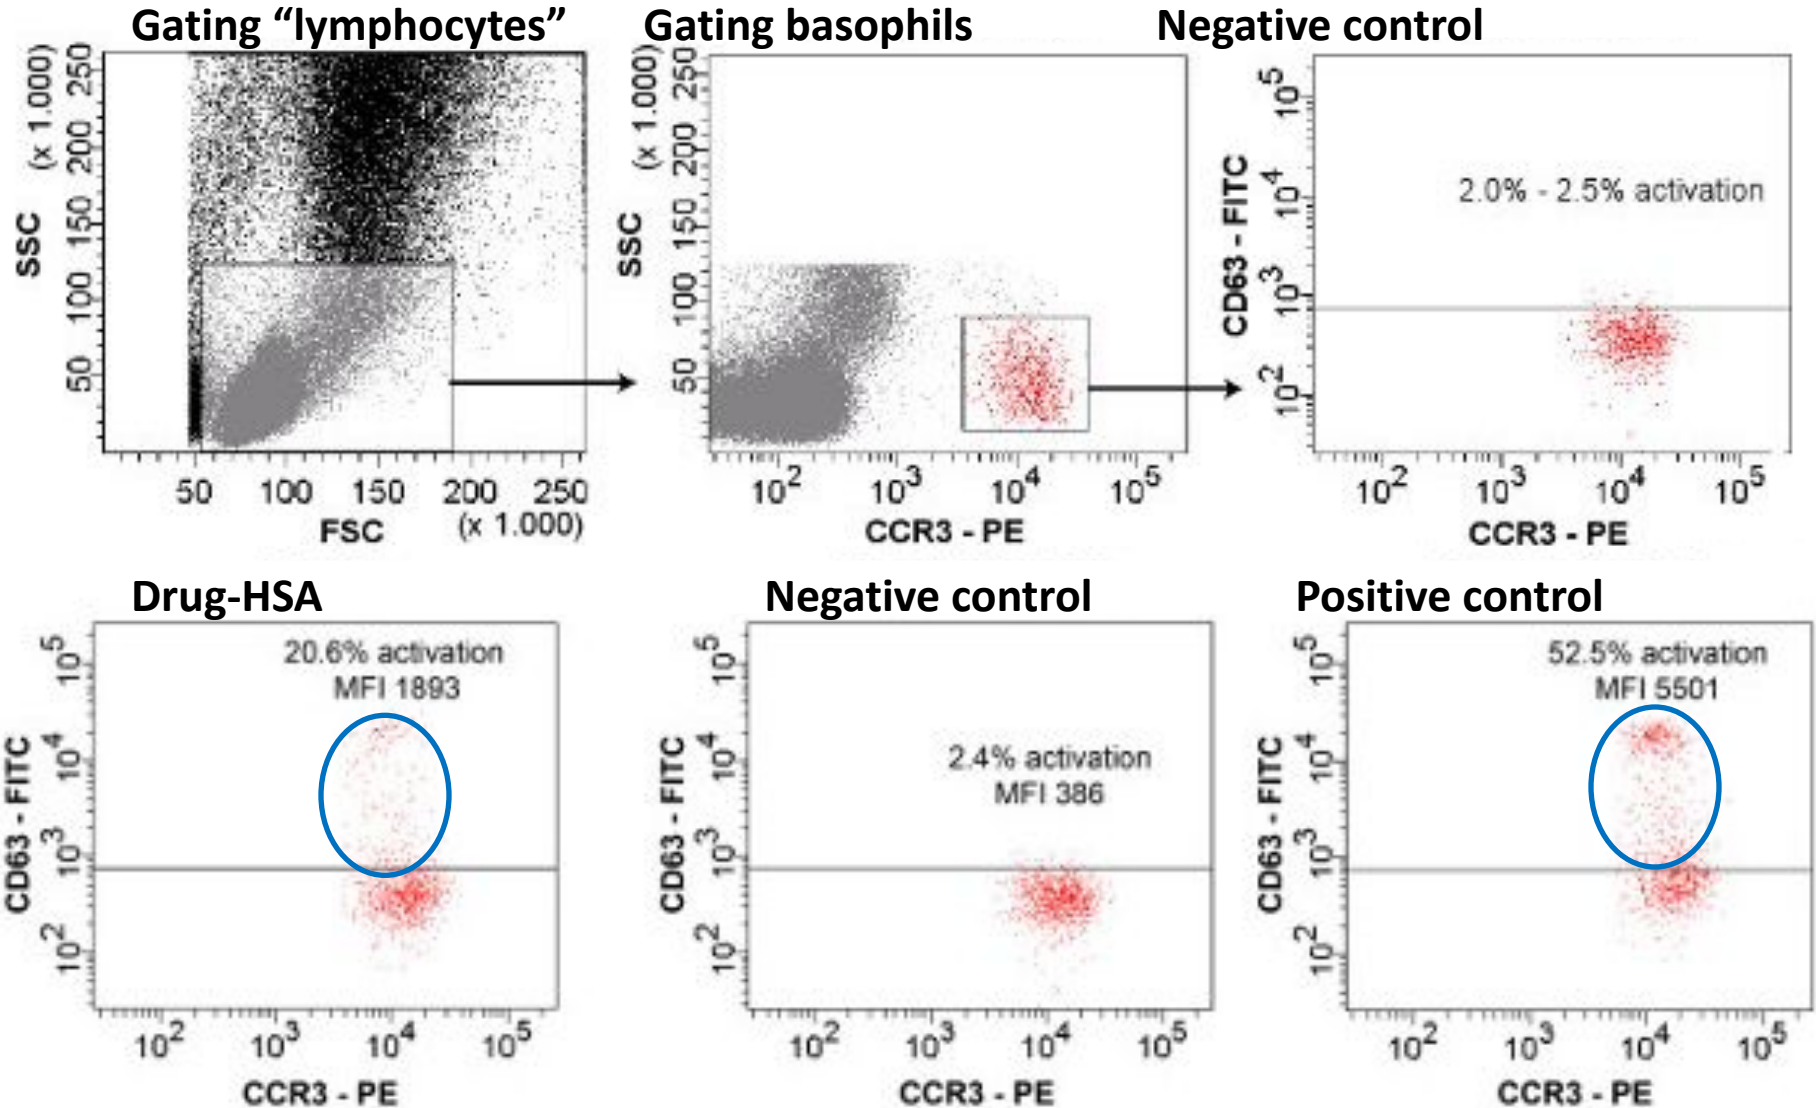 Gating “lymphocytes”
Gating basophils
Negative control
SSC (x 1.000)
250
200
150
100
50
50 100 150 200 250
FSC (x 1.000)
SSC (x 1.000)
250
200
150
100
50
10² 10³ 10⁴ 10⁵
CCR3 - PE
CD63 - FITC
10⁵
10⁴
10³
10²
2.0% - 2.5% activation
10² 10³ 10⁴ 10⁵
CCR3 - PE
Drug-HSA
Negative control
Positive control
CD63 - FITC
10⁵
10⁴
10³
10²
20.6% activation
MFI 1893
10² 10³ 10⁴ 10⁵
CCR3 - PE
CD63 - FITC
10⁵
10⁴
10³
10²
2.4% activation
MFI 386
10² 10³ 10⁴ 10⁵
CCR3 - PE
CD63 - FITC
10⁵
10⁴
10³
10²
52.5% activation
MFI 5501
10² 10³ 10⁴ 10⁵
CCR3 - PE